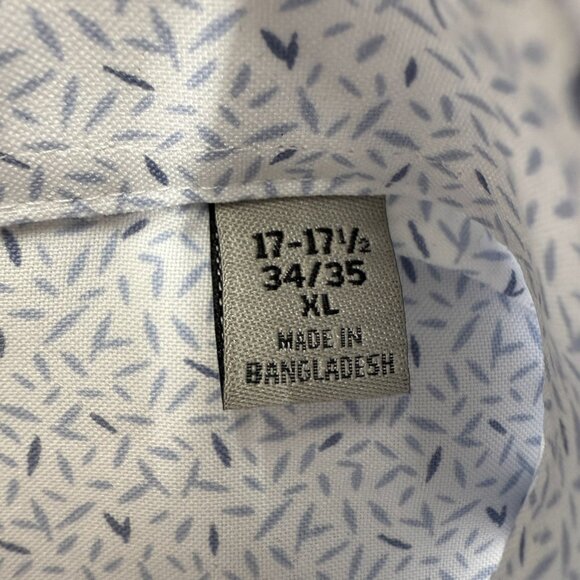 17-17½
34/35
XL
MADE IN
BANGLADESH